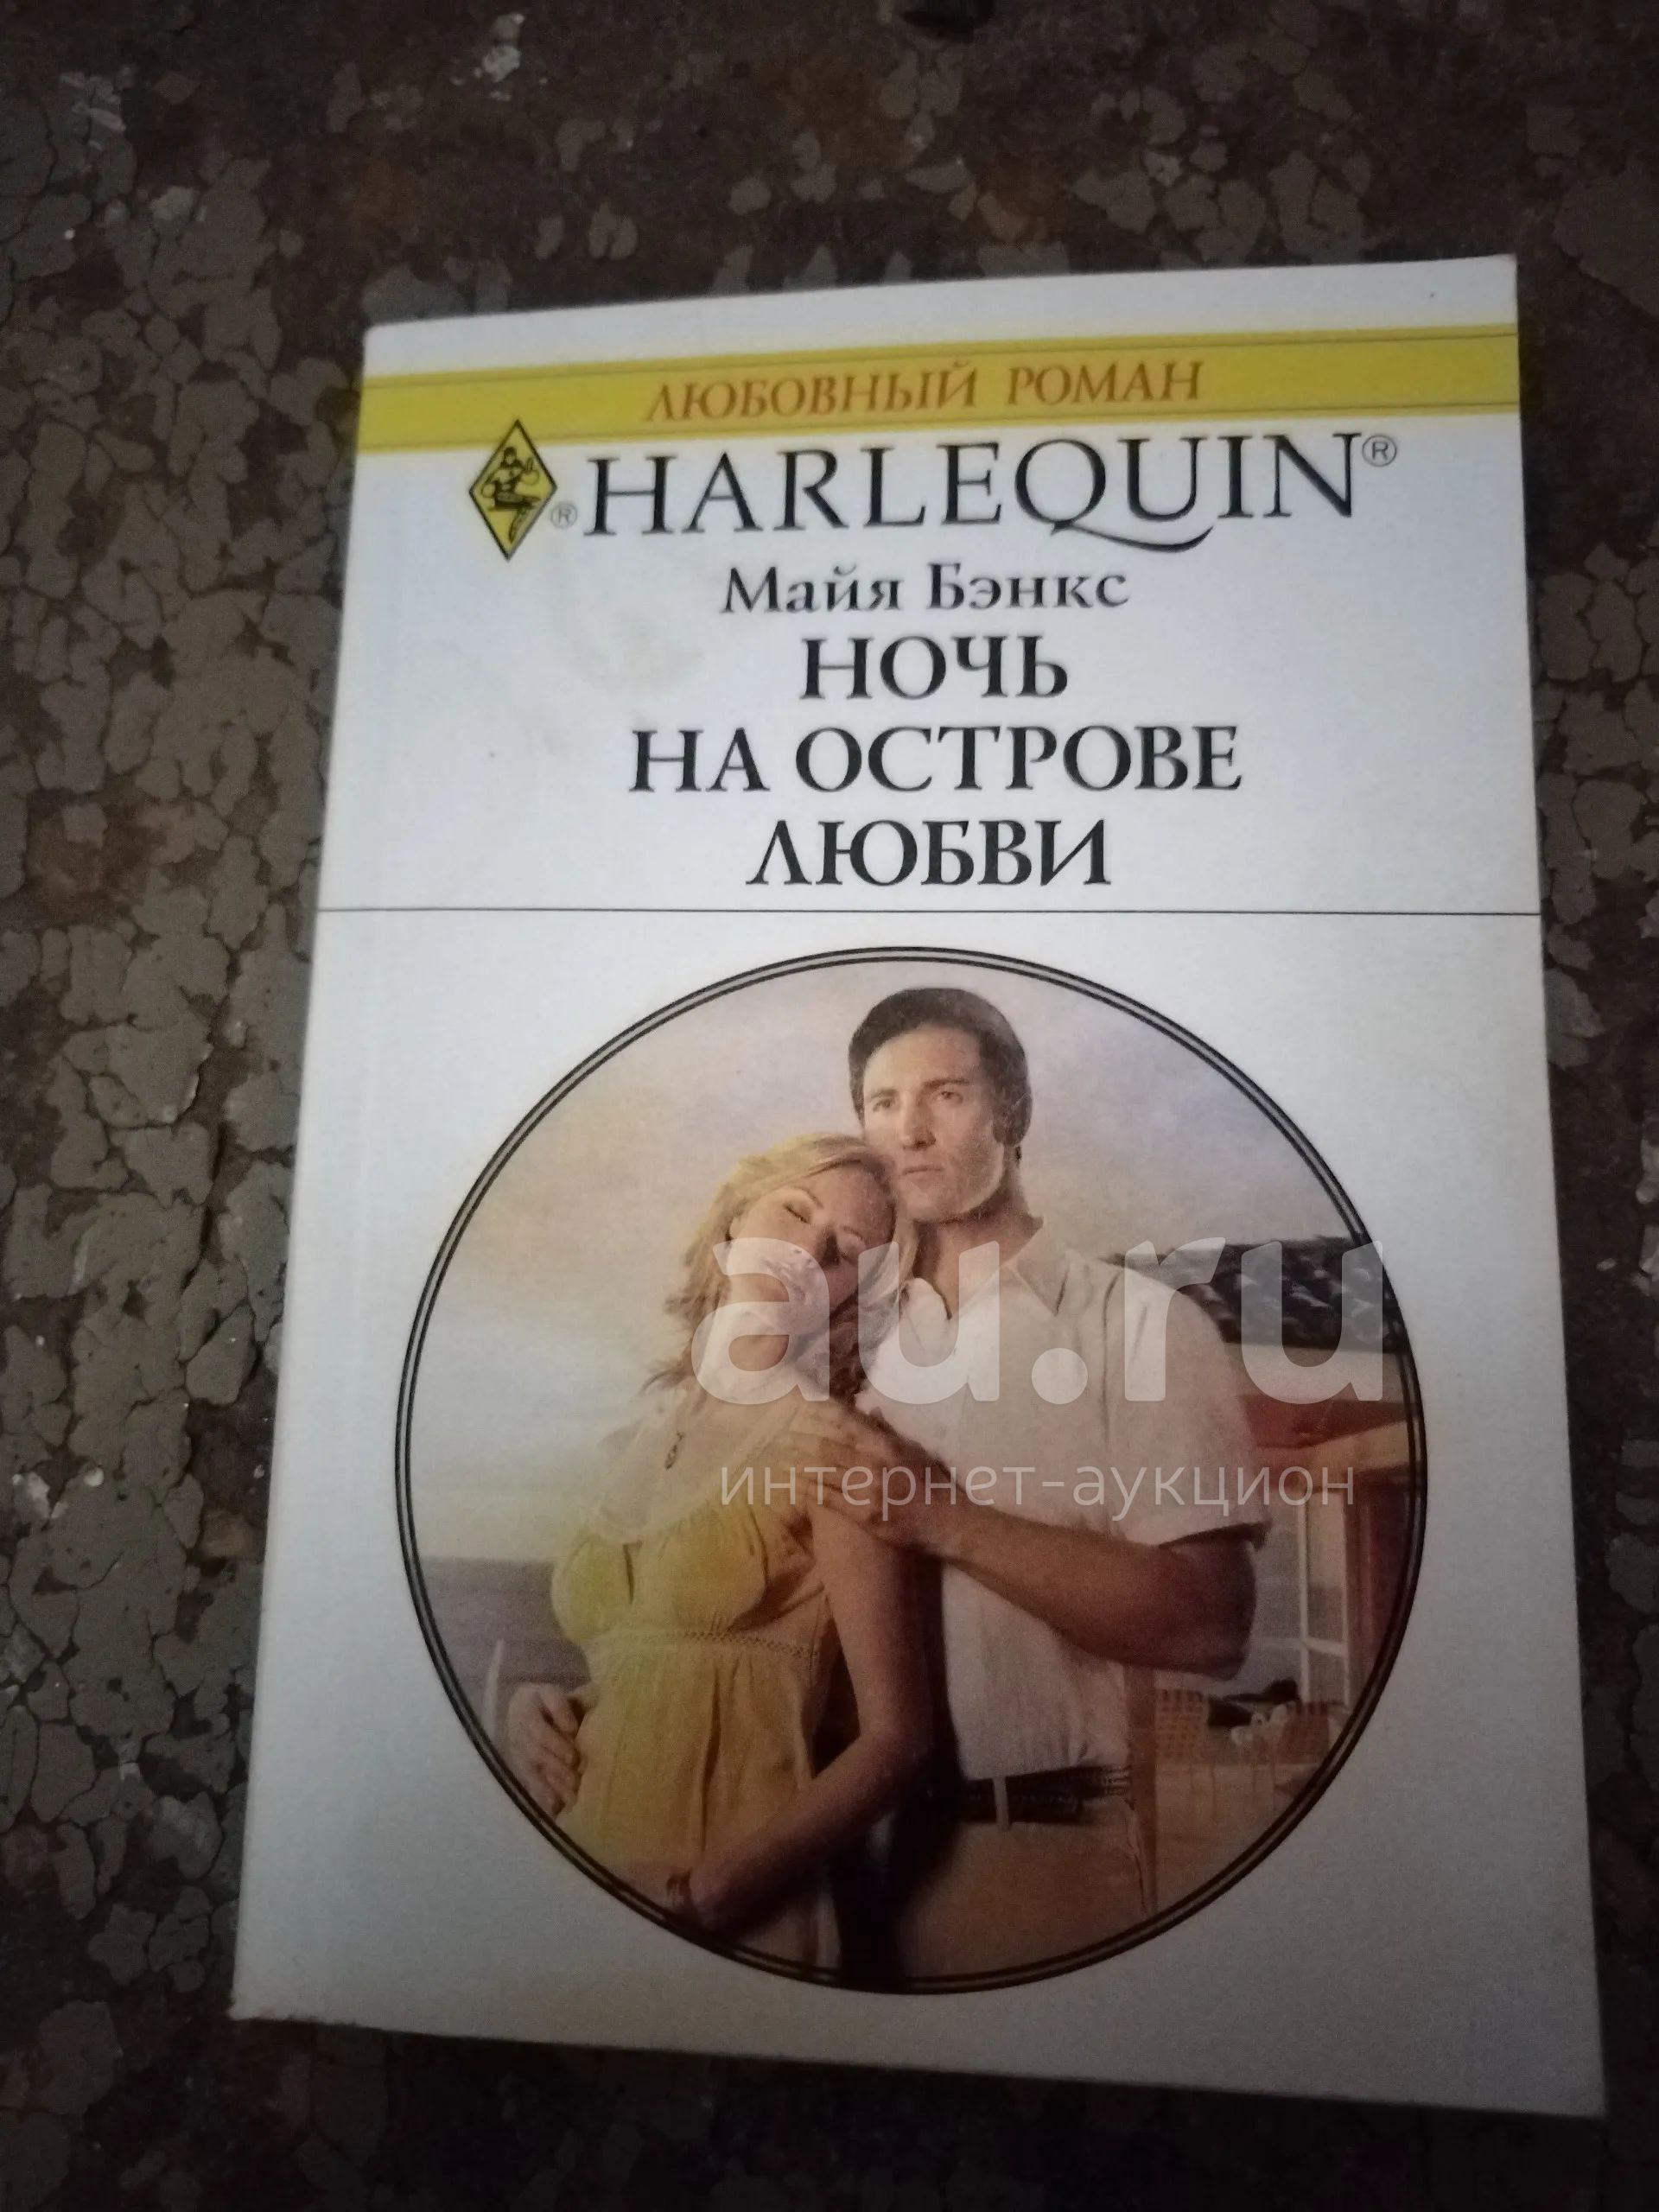 ЛЮБОВНЫЙ РОМАН
® HARLEQUIN®
Майя Бэнкс
НОЧЬ
НА ОСТРОВЕ
ЛЮБВИ
au.ru
интернет-аукцион